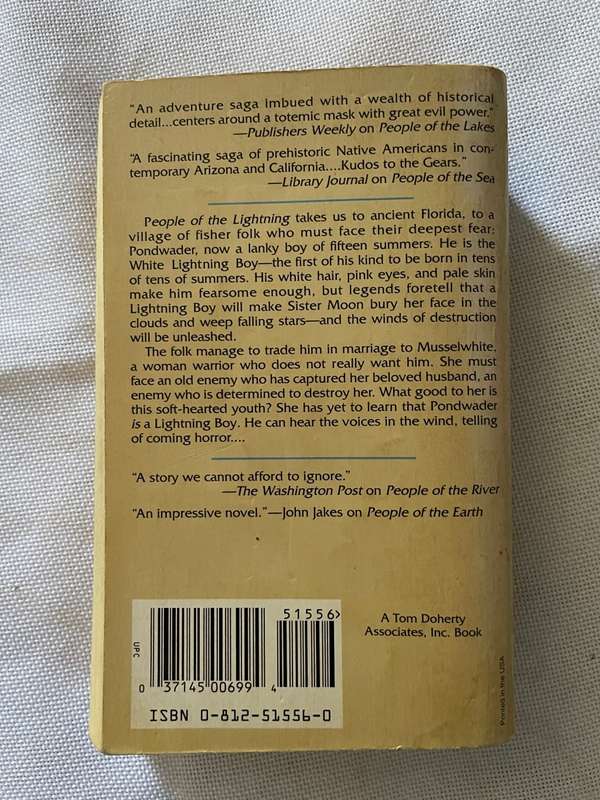 "An adventure saga imbued with a wealth of historical
detail...centers around a totemic mask with great evil power."
—Publishers Weekly on People of the Lakes
"A fascinating saga of prehistoric Native Americans in con-
temporary Arizona and California....Kudos to the Gears."
—Library Journal on People of the Sea
People of the Lightning takes us to ancient Florida, to a
village of fisher folk who must face their deepest fear:
Pondwader, now a lanky boy of fifteen summers. He is the
White Lightning Boy—the first of his kind to be born in tens
of tens of summers. His white hair, pink eyes, and pale skin
make him fearsome enough, but legends foretell that a
Lightning Boy will make Sister Moon bury her face in the
clouds and weep falling stars—and the winds of destruction
will be unleashed.
The folk manage to trade him in marriage to Musselwhite,
a woman warrior who does not really want him. She must
face an old enemy who has captured her beloved husband, an
enemy who is determined to destroy her. What good to her is
this soft-hearted youth? She has yet to learn that Pondwader
is a Lightning Boy. He can hear the voices in the wind, telling
of coming horror....
"A story we cannot afford to ignore."
—The Washington Post on People of the River
"An impressive novel."—John Jakes on People of the Earth
51556>
UPC
0 37145 00699 4
ISBN 0-812-51556-0
A Tom Doherty
Associates, Inc. Book
Printed in the USA